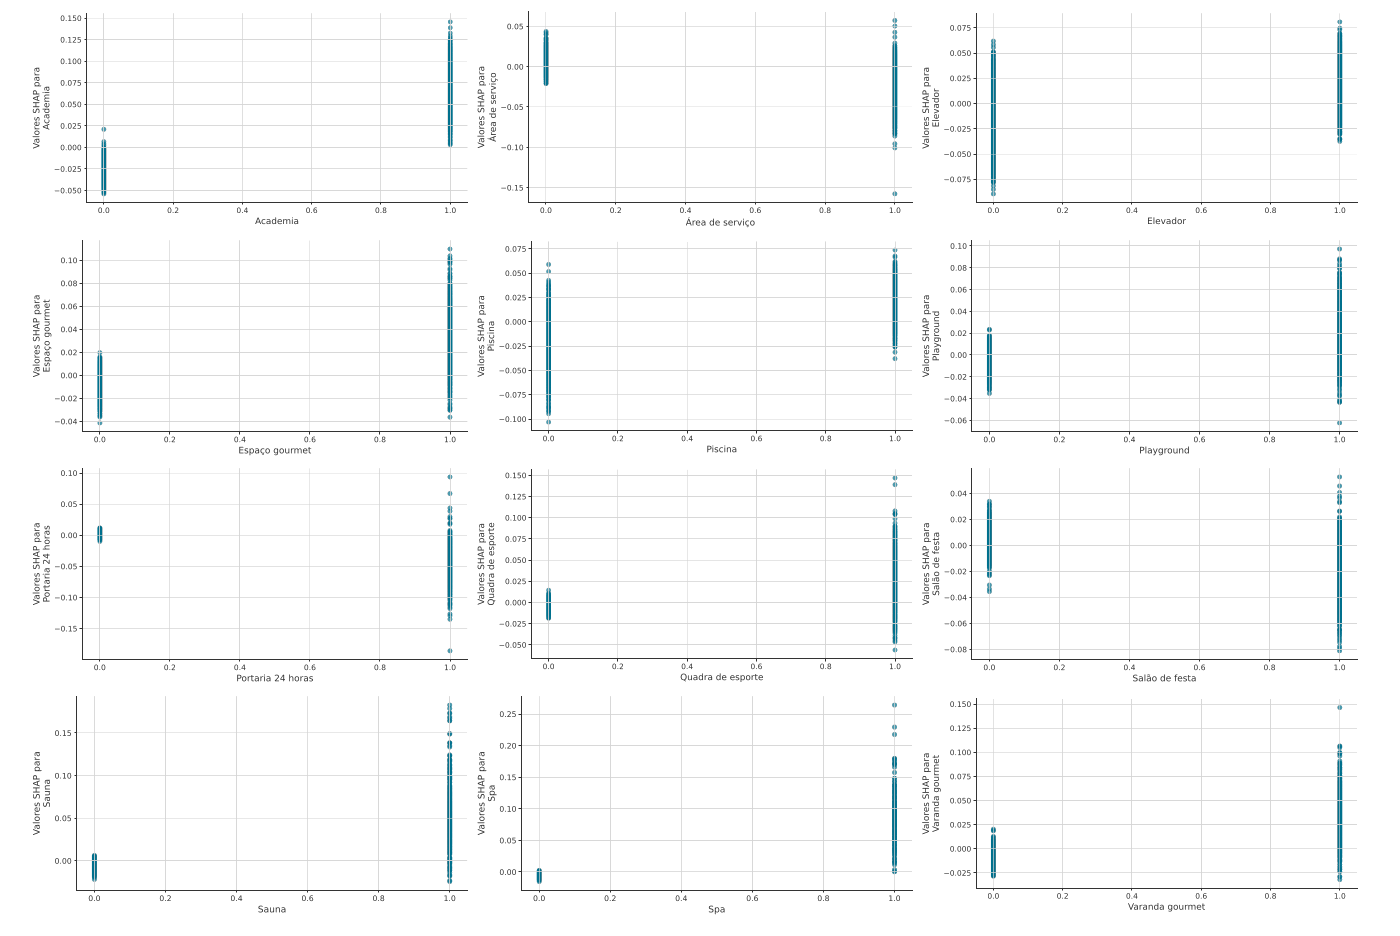 0.150
0.125
0.100
0.075
0.050
0.025
0.000
−0.025
−0.050
Valores SHAP para
Academia
0.0 0.2 0.4 0.6 0.8 1.0
Academia
0.05
0.00
−0.05
−0.10
−0.15
Valores SHAP para
Área de serviço
0.0 0.2 0.4 0.6 0.8 1.0
Área de serviço
0.075
0.050
0.025
0.000
−0.025
−0.050
−0.075
Valores SHAP para
Elevador
0.0 0.2 0.4 0.6 0.8 1.0
Elevador
0.10
0.08
0.06
0.04
0.02
0.00
−0.02
−0.04
Valores SHAP para
Espaço gourmet
0.0 0.2 0.4 0.6 0.8 1.0
Espaço gourmet
0.075
0.050
0.025
0.000
−0.025
−0.050
−0.075
−0.100
Valores SHAP para
Piscina
0.0 0.2 0.4 0.6 0.8 1.0
Piscina
0.10
0.08
0.06
0.04
0.02
0.00
−0.02
−0.04
−0.06
Valores SHAP para
Playground
0.0 0.2 0.4 0.6 0.8 1.0
Playground
0.10
0.05
0.00
−0.05
−0.10
−0.15
Valores SHAP para
Portaria 24 horas
0.0 0.2 0.4 0.6 0.8 1.0
Portaria 24 horas
0.150
0.125
0.100
0.075
0.050
0.025
0.000
−0.025
−0.050
Valores SHAP para
Quadra de esporte
0.0 0.2 0.4 0.6 0.8 1.0
Quadra de esporte
0.04
0.02
0.00
−0.02
−0.04
−0.06
−0.08
Valores SHAP para
Salão de festa
0.0 0.2 0.4 0.6 0.8 1.0
Salão de festa
0.15
0.10
0.05
0.00
Valores SHAP para
Sauna
0.0 0.2 0.4 0.6 0.8 1.0
Sauna
0.25
0.20
0.15
0.10
0.05
0.00
Valores SHAP para
Spa
0.0 0.2 0.4 0.6 0.8 1.0
Spa
0.150
0.125
0.100
0.075
0.050
0.025
0.000
−0.025
Valores SHAP para
Varanda gourmet
0.0 0.2 0.4 0.6 0.8 1.0
Varanda gourmet